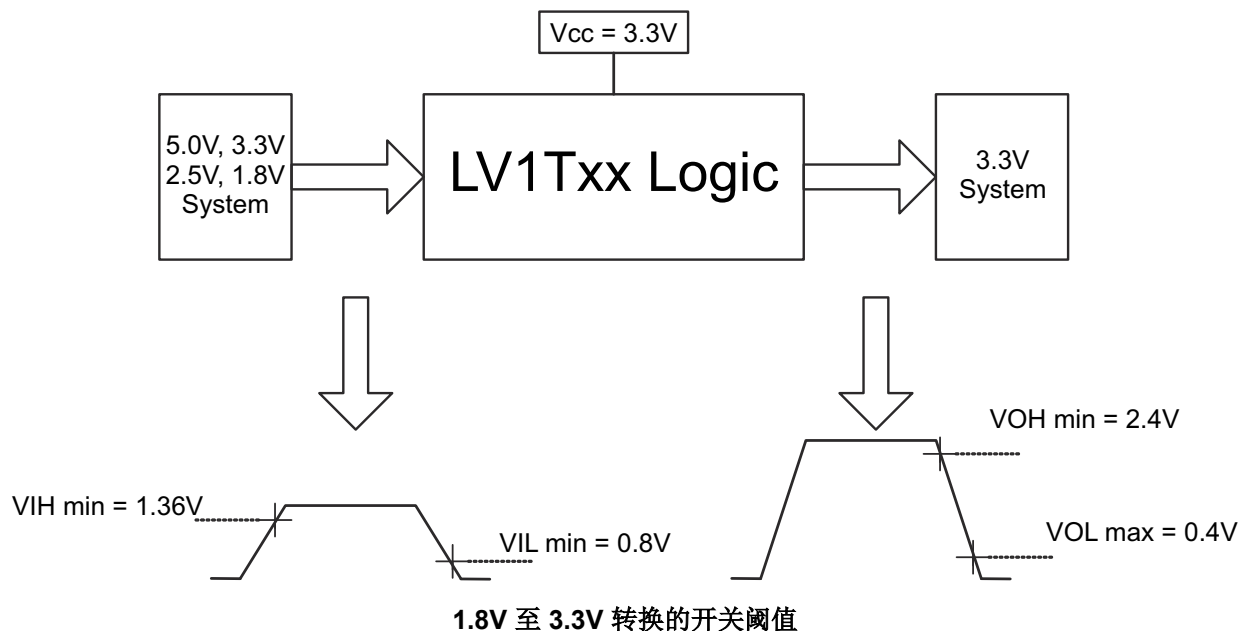 Vcc = 3.3V
5.0V, 3.3V
2.5V, 1.8V
System
LV1Txx Logic
3.3V
System
VOH min = 2.4V
VIH min = 1.36V
VIL min = 0.8V
VOL max = 0.4V
1.8V 至 3.3V 转换的开关阈值